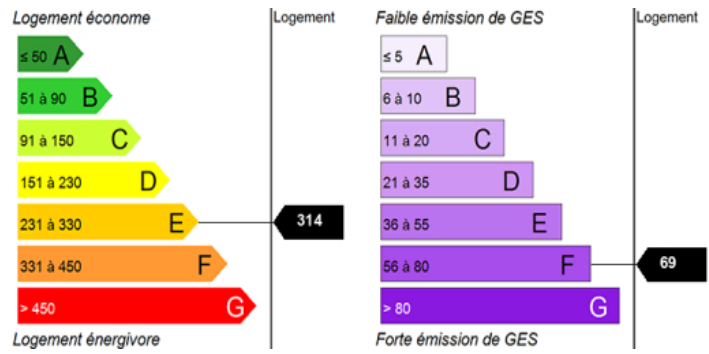 Logement économe
Logement
≤ 50 A
51 à 90 B
91 à 150 C
151 à 230 D
231 à 330 E
314
331 à 450 F
> 450 G
Logement énergivore
Faible émission de GES
Logement
≤ 5 A
6 à 10 B
11 à 20 C
21 à 35 D
36 à 55 E
56 à 80 F
69
> 80 G
Forte émission de GES